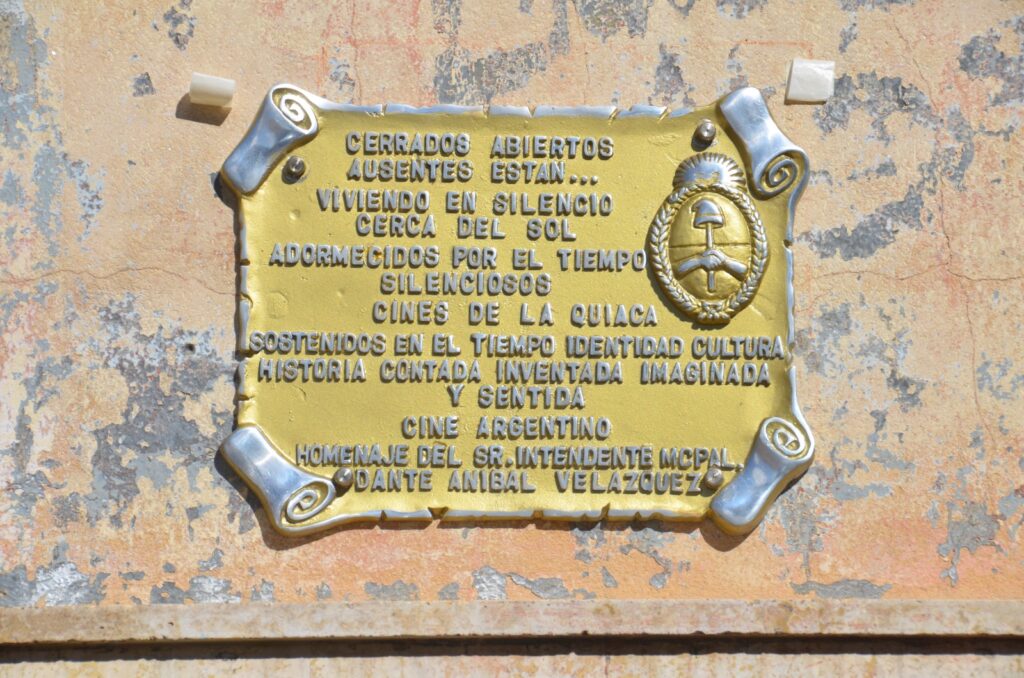 CERRADOS ABIERTOS
AUSENTES ESTAN...
VIVIENDO EN SILENCIO
CERCA DEL SOL
ADORMECIDOS POR EL TIEMPO
SILENCIOSOS
CINES DE LA QUIACA
SOSTENIDOS EN EL TIEMPO IDENTIDAD CULTURA
HISTORIA CONTADA INVENTADA IMAGINADA
Y SENTIDA
CINE ARGENTINO
HOMENAJE DEL SR. INTENDENTE MCPAL.
DANTE ANIBAL VELAZQUEZ